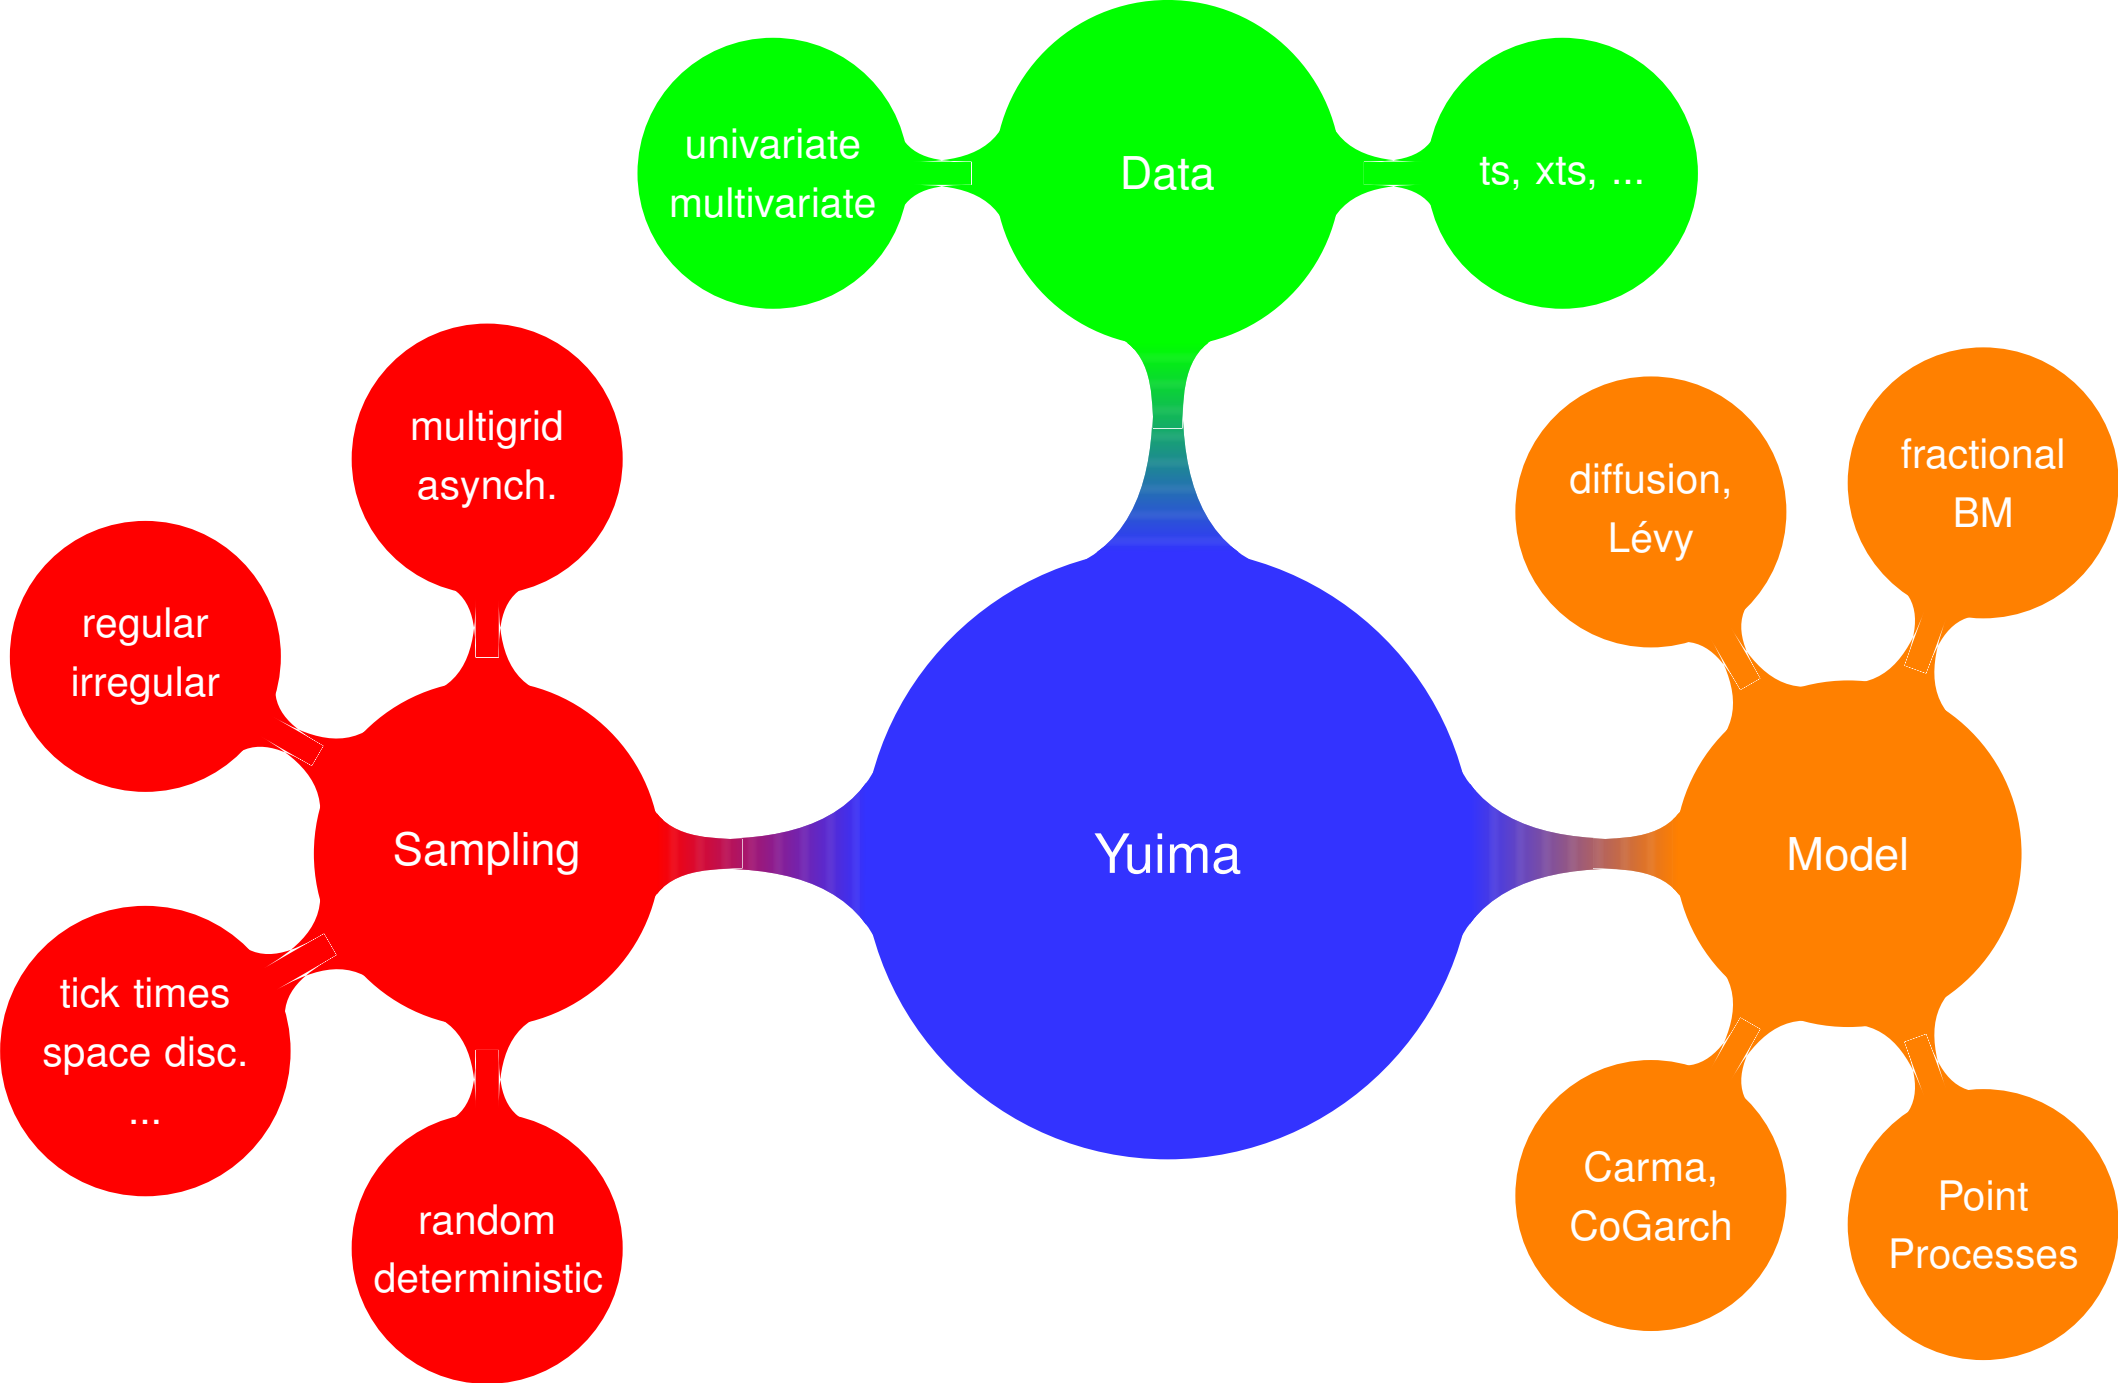 univariate
multivariate
Data
ts, xts, ...
multigrid
asynch.
regular
irregular
Sampling
tick times
space disc.
...
random
deterministic
Yuima
diffusion,
Lévy
fractional
BM
Model
Carma,
CoGarch
Point
Processes